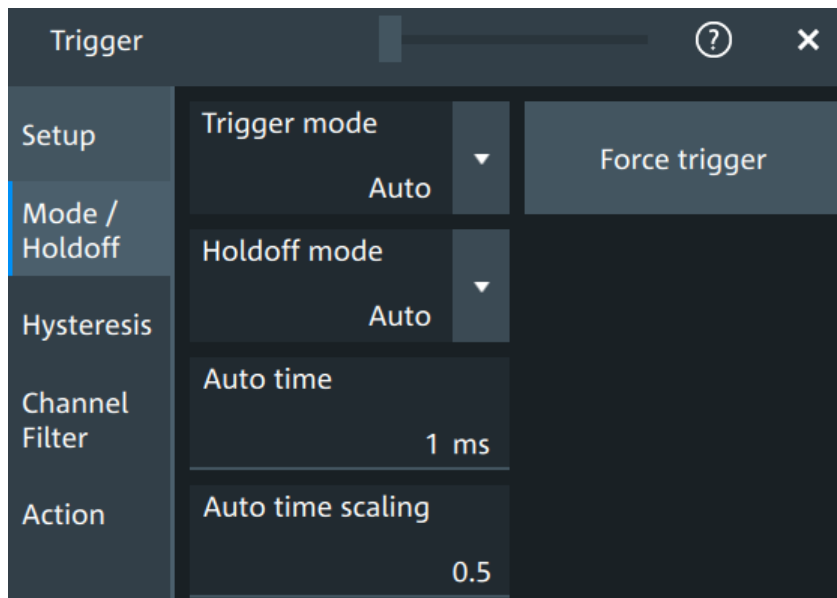 Trigger
?
Setup
Mode /
Holdoff
Hysteresis
Channel
Filter
Action
Trigger mode
Auto
Holdoff mode
Auto
Auto time
1 ms
Auto time scaling
0.5
Force trigger